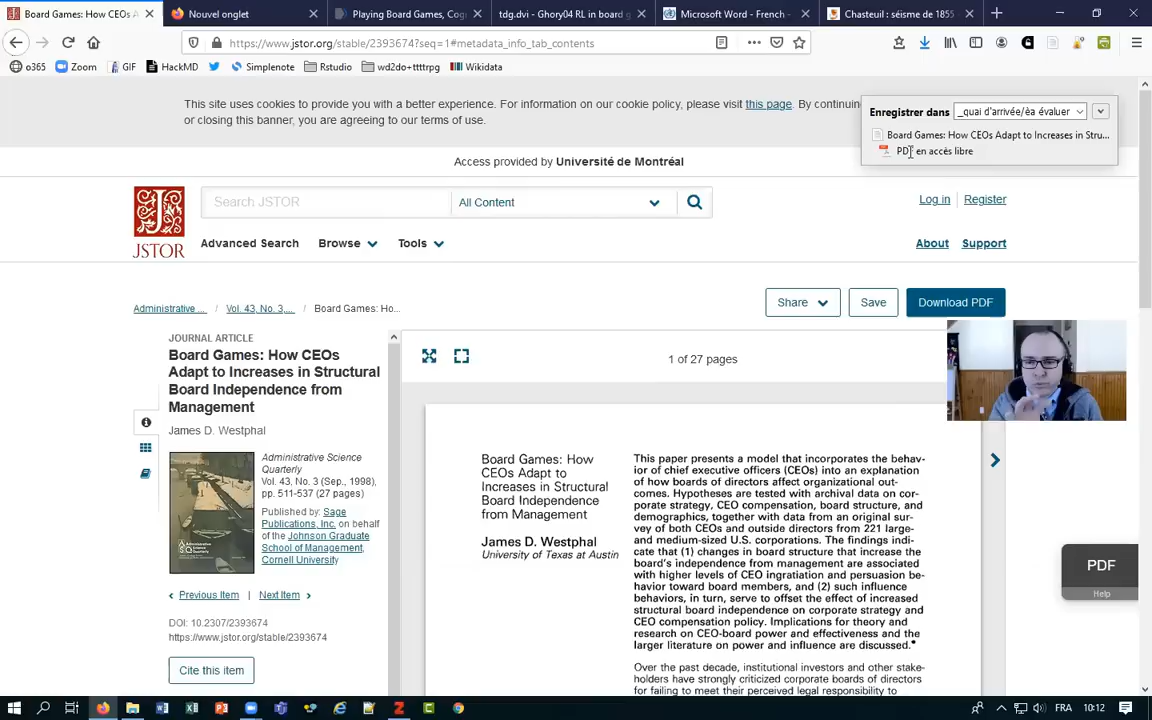 Board Games: How CEOs A
Nouvel onglet
Playing Board Games, Cog
tdg.dvi - Ghory04 RL in board g
Microsoft Word - French -
Chasteuil : séisme de 1855
https://www.jstor.org/stable/2393674?seq=1#metadata_info_tab_contents
o365
Zoom
GIF
HackMD
Simplenote
Rstudio
wd2do+ttttrpg
Wikidata
This site uses cookies to provide you with a better experience. For information on our cookie policy, please visit this page. By continuin
or closing this banner, you are agreeing to our terms of use.
Enregistrer dans
_quai d'arrivée/èa évaluer
Board Games: How CEOs Adapt to Increases in Stru...
PDF en accès libre
Access provided by Université de Montréal
JSTOR
Search JSTOR
All Content
Log in
Register
Advanced Search
Browse
Tools
About
Support
Administrative ...
/
Vol. 43, No. 3,...
/
Board Games: Ho...
Share
Save
Download PDF
JOURNAL ARTICLE
Board Games: How CEOs
Adapt to Increases in Structural
Board Independence from
Management
James D. Westphal
Administrative Science
Quarterly
Vol. 43, No. 3 (Sep., 1998),
pp. 511-537 (27 pages)
Published by: Sage
Publications, Inc. on behalf
of the Johnson Graduate
School of Management,
Cornell University
Previous Item
Next Item
DOI: 10.2307/2393674
https://www.jstor.org/stable/2393674
Cite this item
1 of 27 pages
Board Games: How
CEOs Adapt to
Increases in Structural
Board Independence
from Management
James D. Westphal
University of Texas at Austin
This paper presents a model that incorporates the behav-
ior of chief executive officers (CEOs) into an explanation
of how boards of directors affect organizational out-
comes. Hypotheses are tested with archival data on cor-
porate strategy, CEO compensation, board structure, and
demographics, together with data from an original sur-
vey of both CEOs and outside directors from 221 large-
and medium-sized U.S. corporations. The findings indi-
cate that (1) changes in board structure that increase the
board's independence from management are associated
with higher levels of CEO ingratiation and persuasion be-
havior toward board members, and (2) such influence
behaviors, in turn, serve to offset the effect of increased
structural board independence on corporate strategy and
CEO compensation policy. Implications for theory and
research on CEO-board power and effectiveness and the
larger literature on power and influence are discussed.•
Over the past decade, institutional investors and other stake-
holders have strongly criticized corporate boards of directors
for failing to meet their perceived legal responsibility to
PDF
Help
FRA
10:12